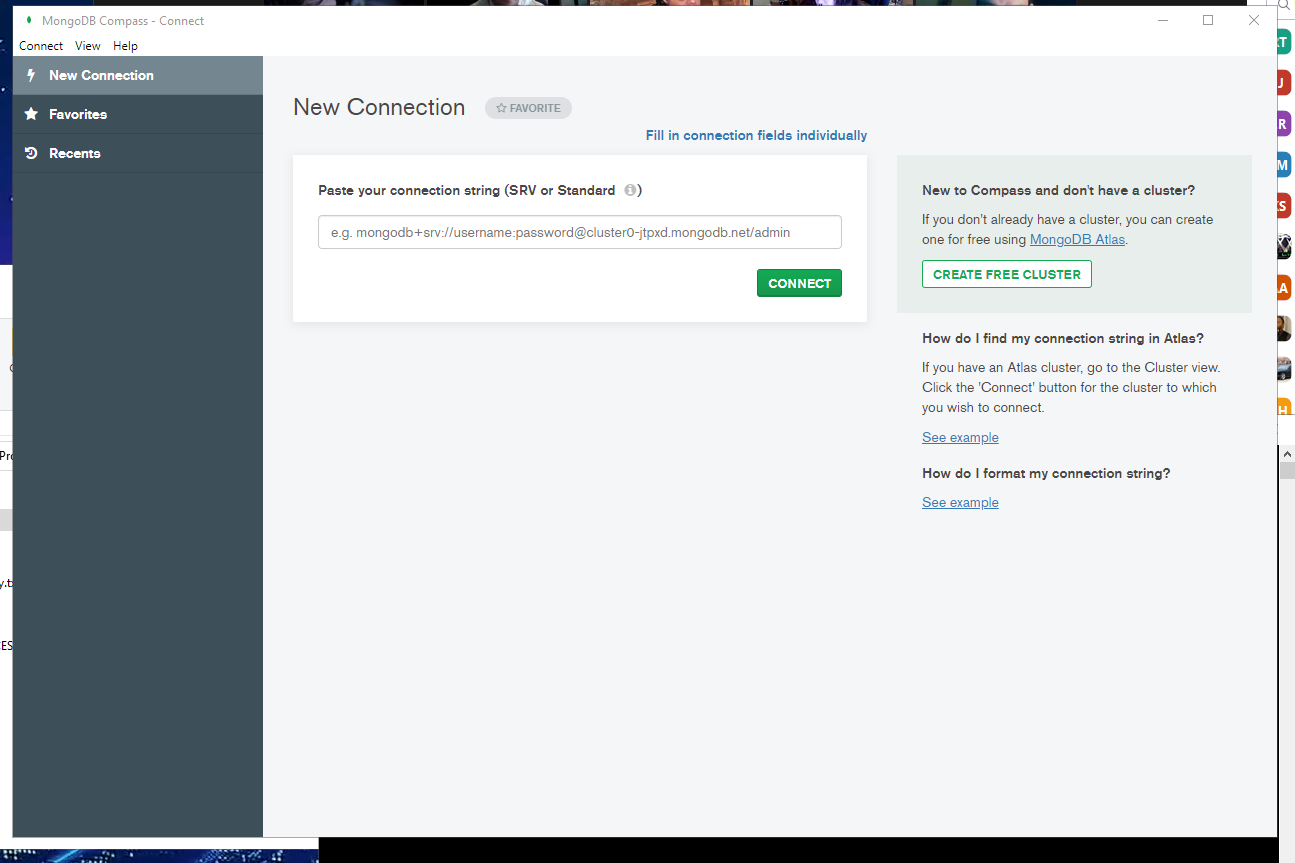 MongoDB Compass - Connect
Connect View Help
New Connection
Favorites
Recents
New Connection
FAVORITE
Fill in connection fields individually
Paste your connection string (SRV or Standard i)
e.g. mongodb+srv://username:password@cluster0-jtpxd.mongodb.net/admin
CONNECT
New to Compass and don't have a cluster?
If you don't already have a cluster, you can create
one for free using MongoDB Atlas.
CREATE FREE CLUSTER
How do I find my connection string in Atlas?
If you have an Atlas cluster, go to the Cluster view.
Click the 'Connect' button for the cluster to which
you wish to connect.
See example
How do I format my connection string?
See example